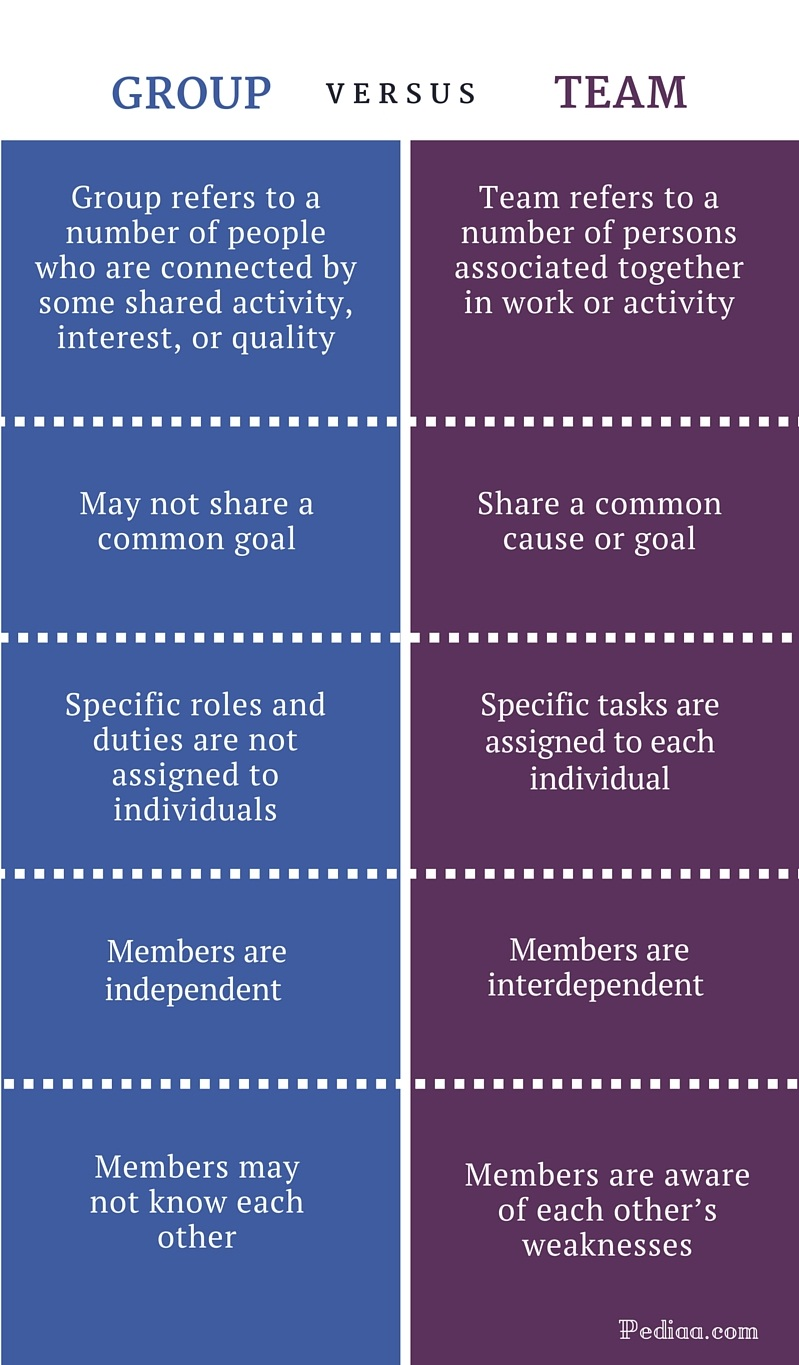 GROUP VERSUS TEAM
Group refers to a
number of people
who are connected by
some shared activity,
interest, or quality
Team refers to a
number of persons
associated together
in work or activity
May not share a
common goal
Share a common
cause or goal
Specific roles and
duties are not
assigned to
individuals
Specific tasks are
assigned to each
individual
Members are
independent
Members are
interdependent
Members may
not know each
other
Members are aware
of each other’s
weaknesses
Pediaa.com